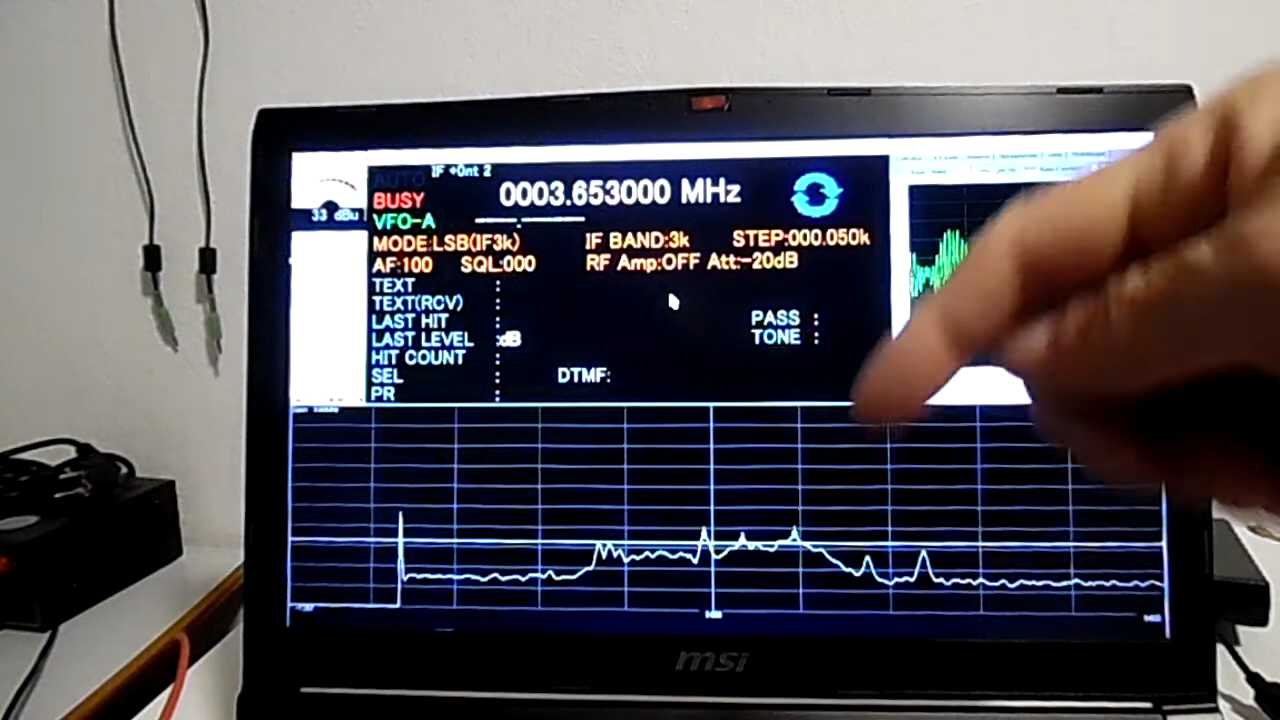 IF +Ont 2
AUTO
BUSY
0003.653000 MHz
33 dBu
VFO-A
MODE:LSB(IF3k) IF BAND:3k STEP:000.050k
AF:100 SQL:000 RF Amp:OFF Att:-20dB
TEXT :
TEXT(RCV) :
LAST HIT : PASS :
LAST LEVEL :dB TONE :
HIT COUNT :
SEL : DTMF:
PR :
msi